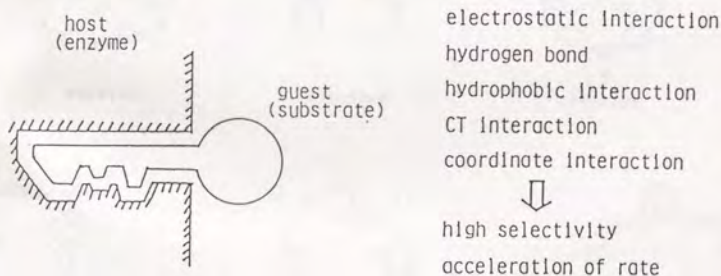 host
(enzyme)
guest
(substrate)
electrostatic interaction
hydrogen bond
hydrophobic interaction
CT interaction
coordinate interaction
high selectivity
acceleration of rate